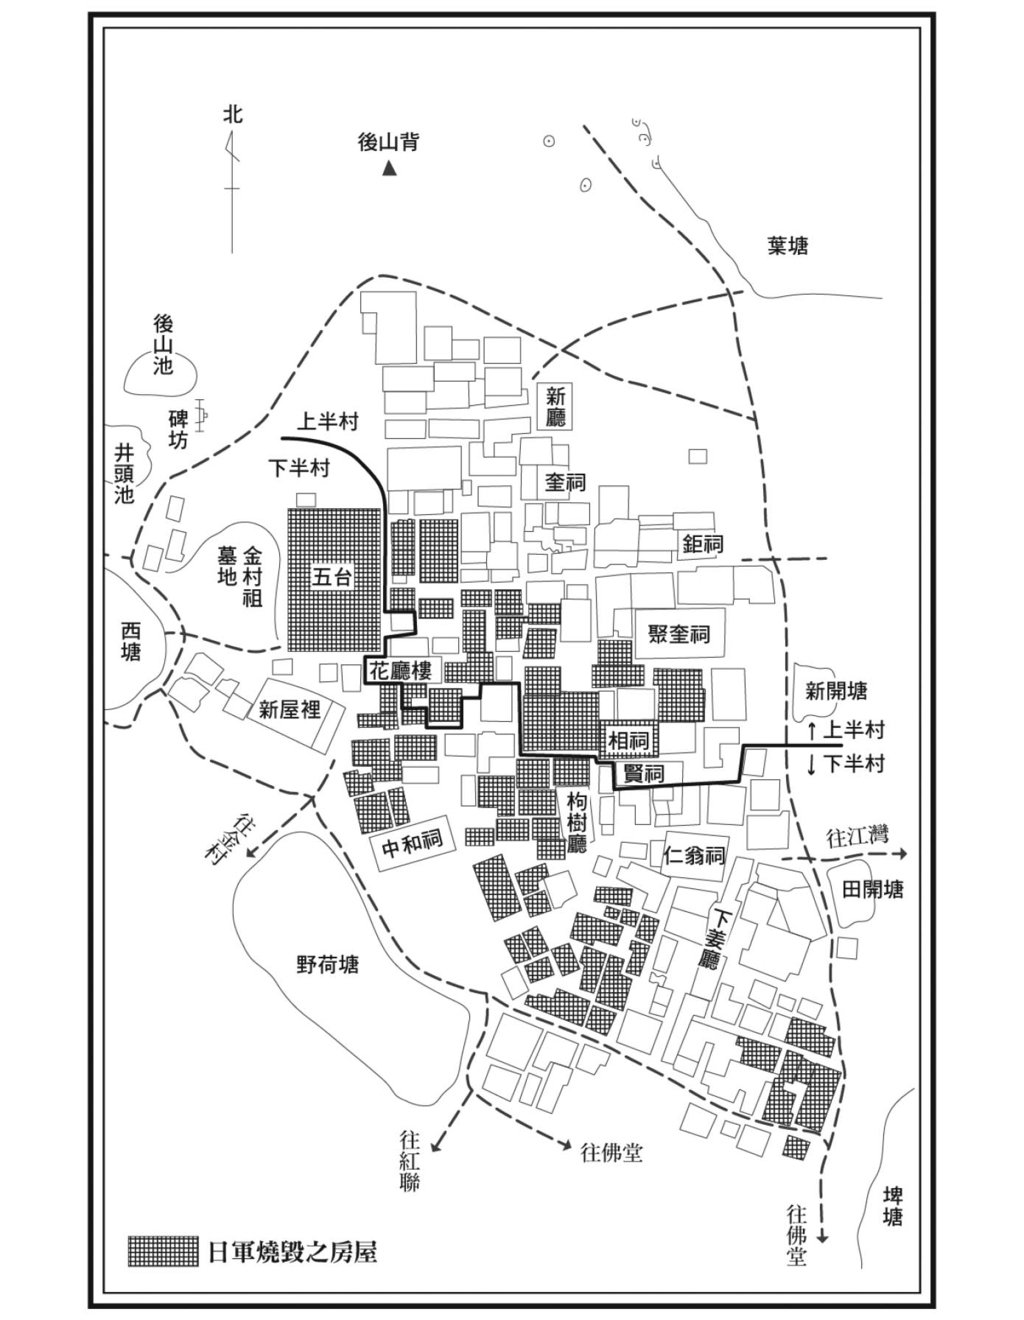 北
後山背
葉塘
後山池
碑坊
井頭池
上半村
下半村
新廳
奎祠
鉅祠
金村祖
墓地
五台
西塘
聚奎祠
花廳樓
新開塘
新屋裡
相祠
上半村
下半村
賢祠
枸樹廳
中和祠
仁翁祠
往江灣
往金村
田開塘
下姜廳
野荷塘
往紅聯
往佛堂
往佛堂
埤塘
日軍燒毀之房屋